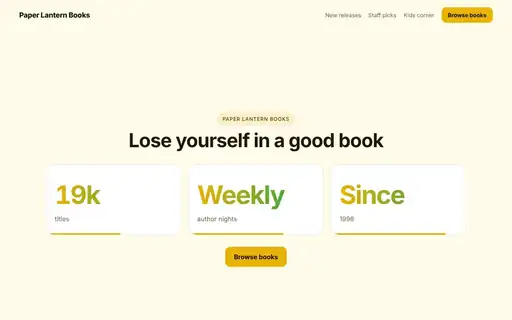 Paper Lantern Books
New releases Staff picks Kids corner Browse books
PAPER LANTERN BOOKS
Lose yourself in a good book
19k Weekly Since
titles author nights 1998
Browse books